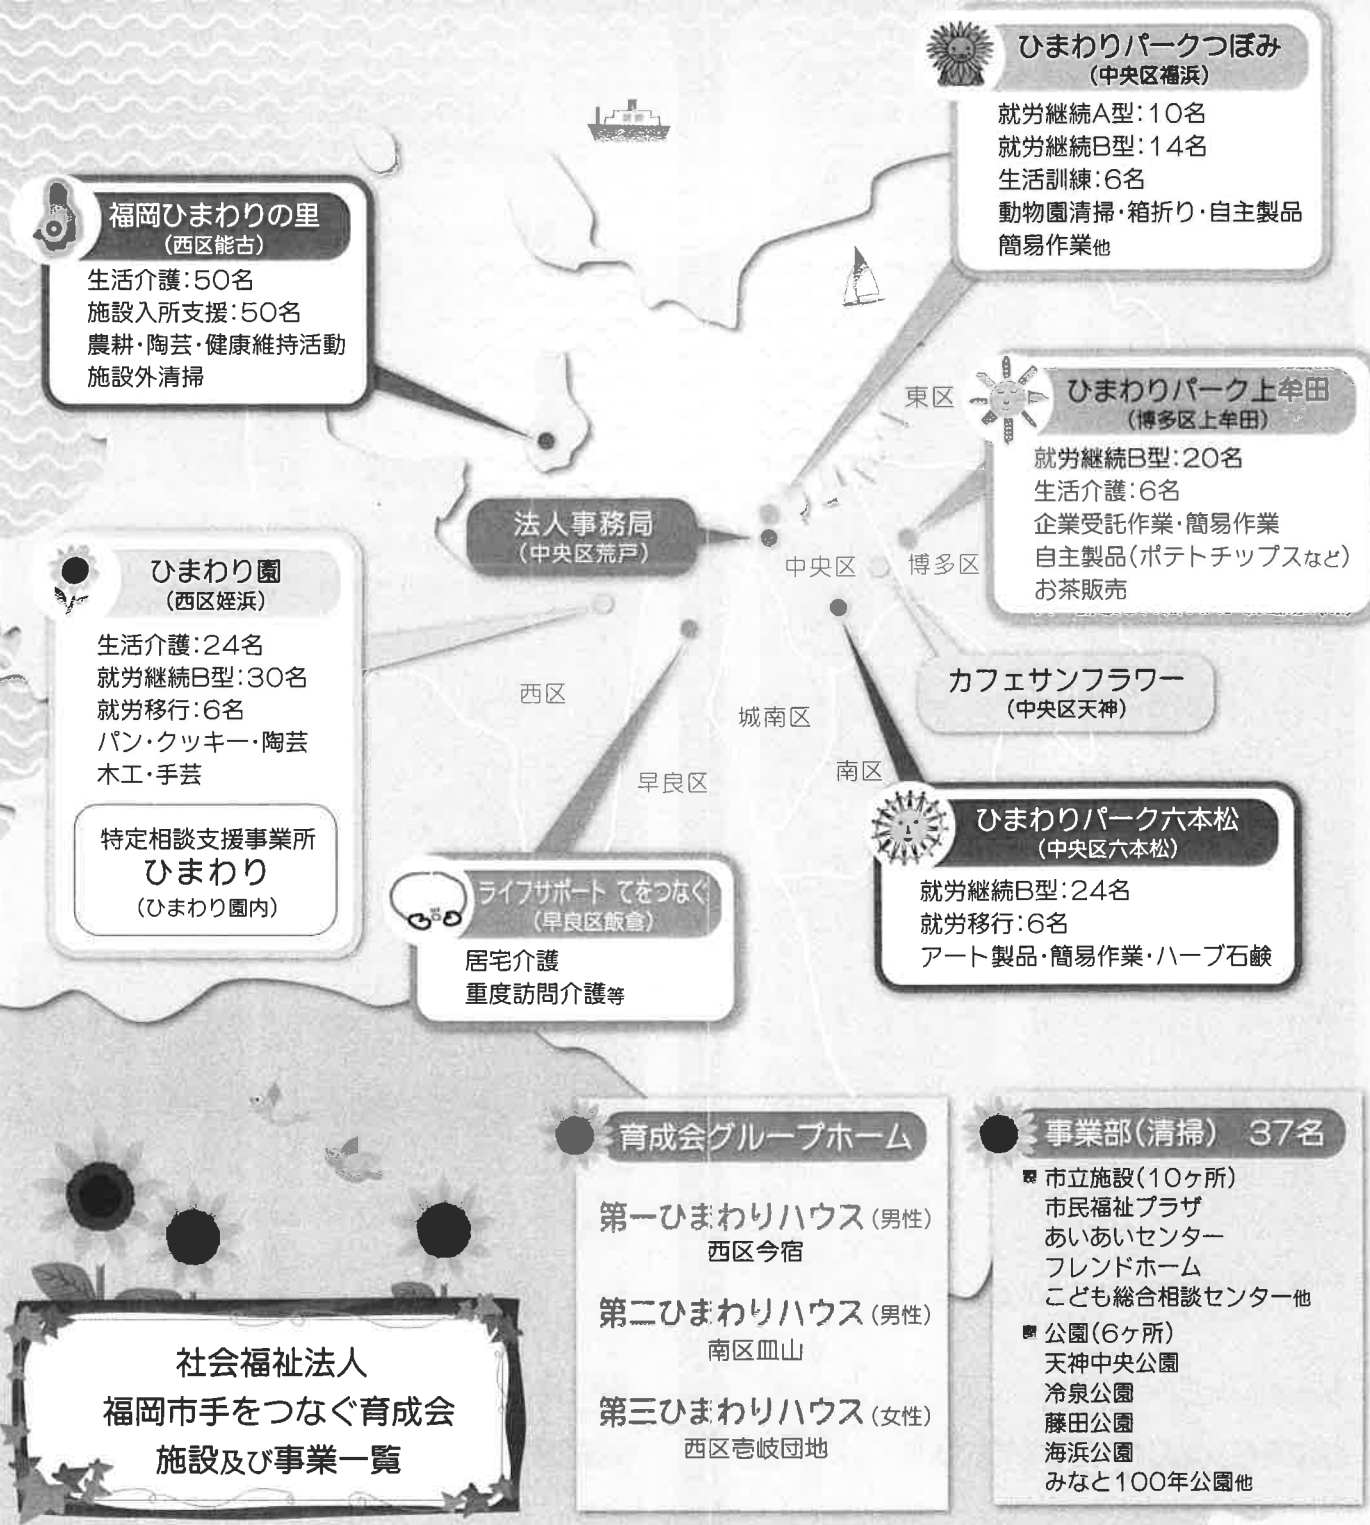 ひまわりパークつぼみ
(中央区福浜)
就労継続A型:10名
就労継続B型:14名
生活訓練:6名
動物園清掃・箱折り・自主製品
簡易作業他
福岡ひまわりの里
(西区能古)
生活介護:50名
施設入所支援:50名
農耕・陶芸・健康維持活動
施設外清掃
東区
ひまわりパーク上牟田
(博多区上牟田)
就労継続B型:20名
生活介護:6名
企業受託作業・簡易作業
自主製品(ポテトチップスなど)
お茶販売
法人事務局
(中央区荒戸)
中央区
博多区
ひまわり園
(西区姪浜)
生活介護:24名
就労継続B型:30名
就労移行:6名
パン・クッキー・陶芸
木工・手芸
特定相談支援事業所
ひまわり
(ひまわり園内)
西区
城南区
早良区
南区
カフェサンフラワー
(中央区天神)
ひまわりパーク六本松
(中央区六本松)
就労継続B型:24名
就労移行:6名
アート製品・簡易作業・ハーブ石鹸
ライフサポート てをつなぐ
(早良区飯倉)
居宅介護
重度訪問介護等
育成会グループホーム
第一ひまわりハウス(男性)
西区今宿
第二ひまわりハウス(男性)
南区皿山
第三ひまわりハウス(女性)
西区壱岐団地
事業部(清掃) 37名
市立施設(10ヶ所)
市民福祉プラザ
あいあいセンター
フレンドホーム
こども総合相談センター他
公園(6ヶ所)
天神中央公園
冷泉公園
藤田公園
海浜公園
みなと100年公園他
社会福祉法人
福岡市手をつなぐ育成会
施設及び事業一覧